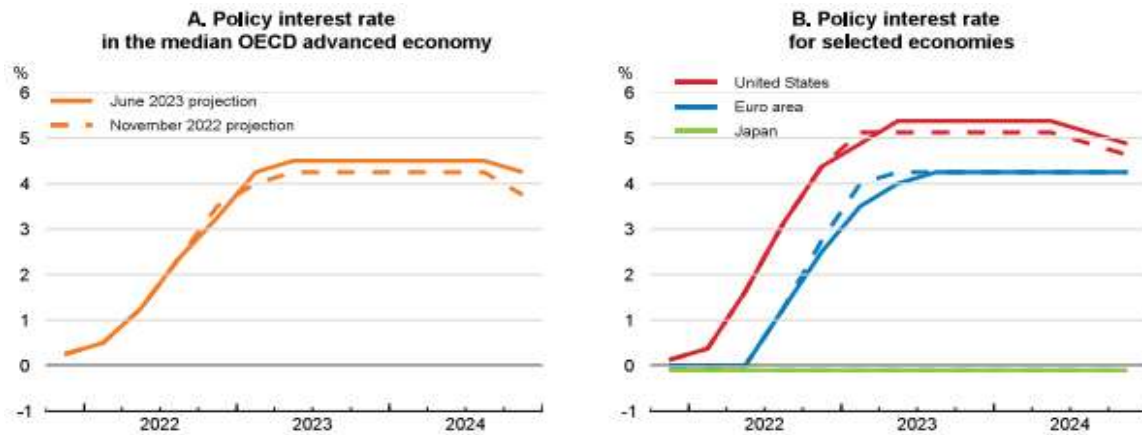 A. Policy interest rate
in the median OECD advanced economy
%
6
5
4
3
2
1
0
-1
June 2023 projection
November 2022 projection
2022
2023
2024
B. Policy interest rate
for selected economies
%
6
5
4
3
2
1
0
-1
United States
Euro area
Japan
2022
2023
2024